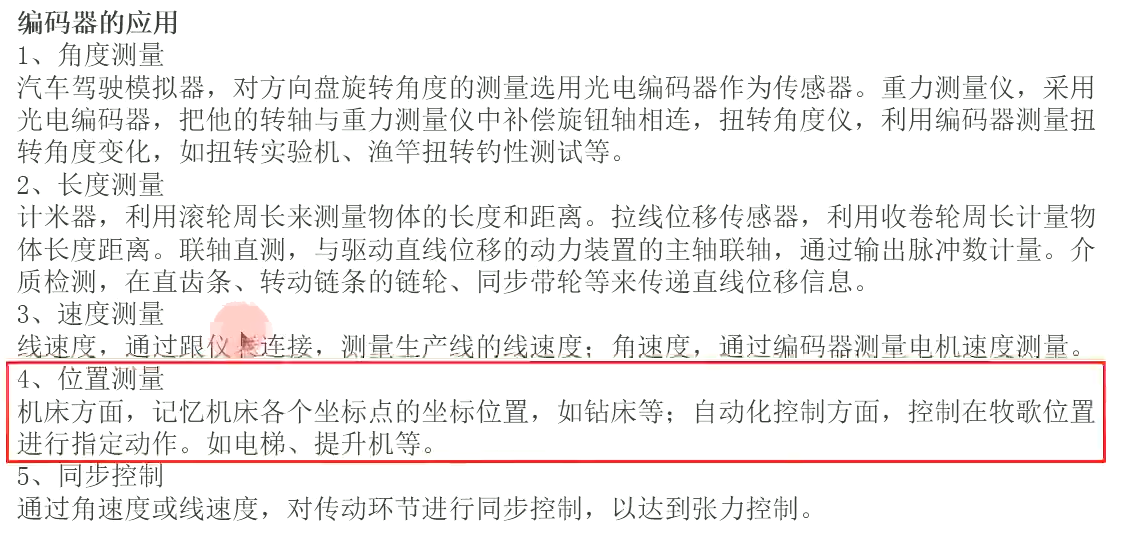 编码器的应用
1、角度测量
汽车驾驶模拟器，对方向盘旋转角度的测量选用光电编码器作为传感器。重力测量仪，采用
光电编码器，把他的转轴与重力测量仪中补偿旋钮轴相连，扭转角度仪，利用编码器测量扭
转角度变化，如扭转实验机、渔竿扭转钓性测试等。
2、长度测量
计米器，利用滚轮周长来测量物体的长度和距离。拉线位移传感器，利用收卷轮周长计量物
体长度距离。联轴直测，与驱动直线位移的动力装置的主轴联轴，通过输出脉冲数计量。介
质检测，在直齿条、转动链条的链轮、同步带轮等来传递直线位移信息。
3、速度测量
线速度，通过跟仪表连接，测量生产线的线速度；角速度，通过编码器测量电机速度测量。
4、位置测量
机床方面，记忆机床各个坐标点的坐标位置，如钻床等；自动化控制方面，控制在牧歌位置
进行指定动作。如电梯、提升机等。
5、同步控制
通过角速度或线速度，对传动环节进行同步控制，以达到张力控制。